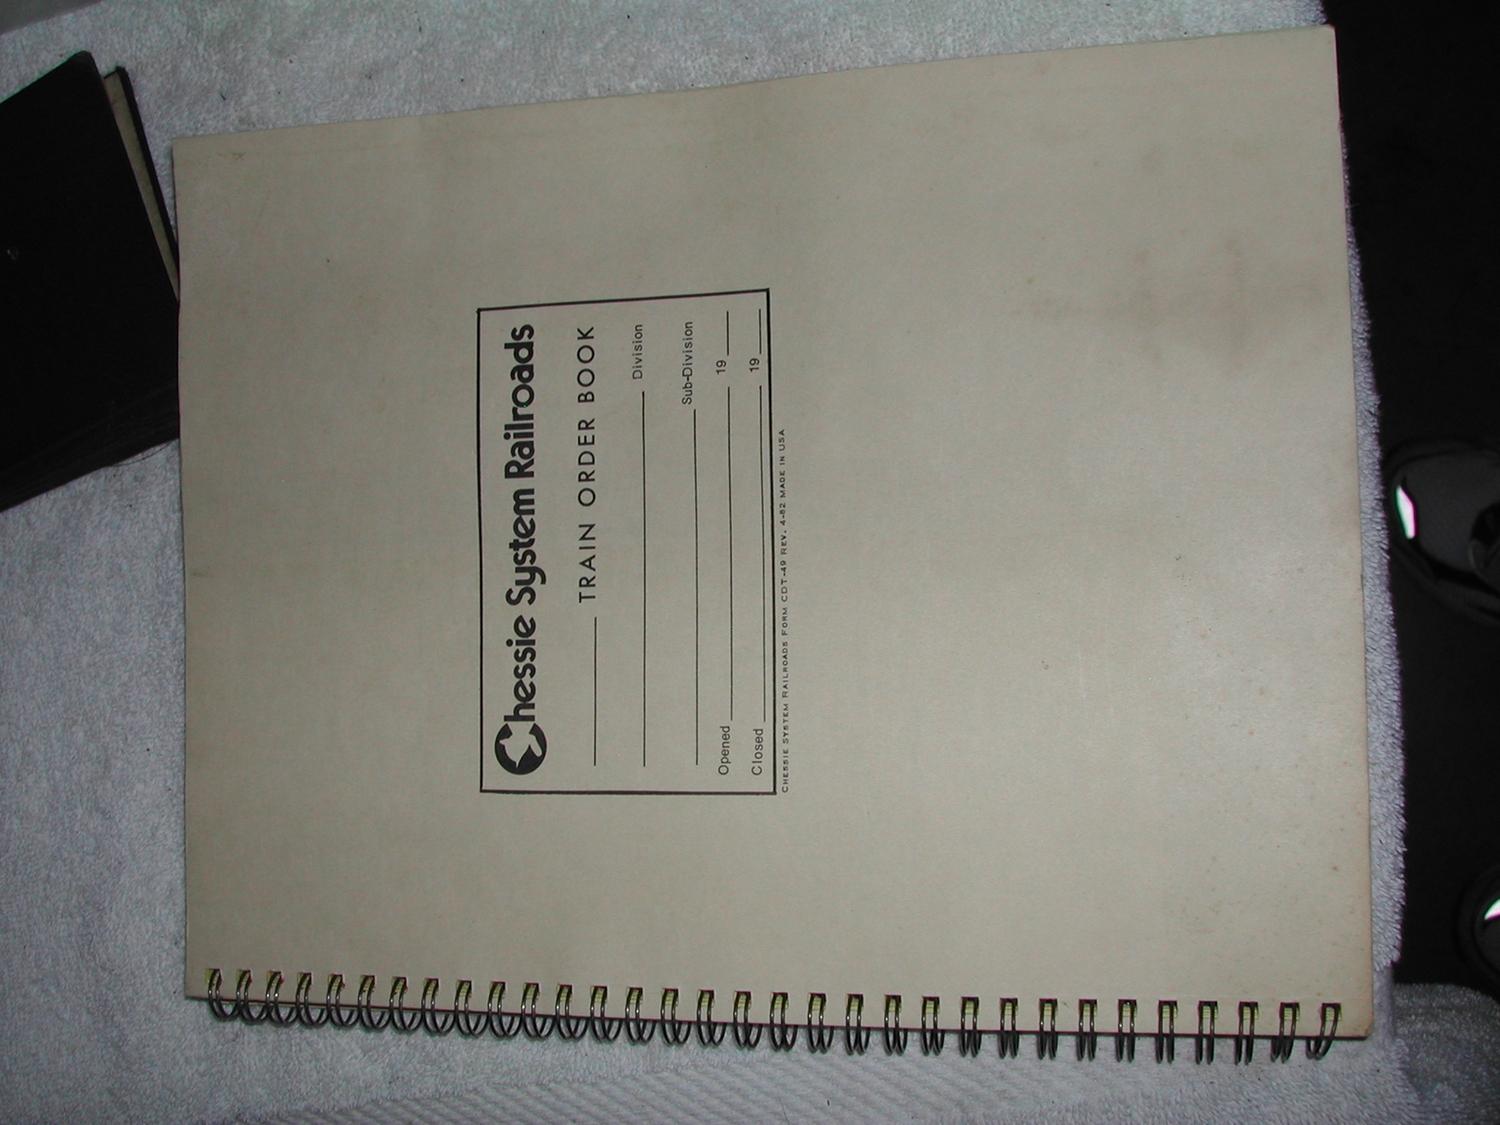 Chessie System Railroads
TRAIN ORDER BOOK
Division
Sub-Division
Opened 19
Closed 19
CHESSIE SYSTEM RAILROADS FORM CDT-49 REV. 4-82 MADE IN USA